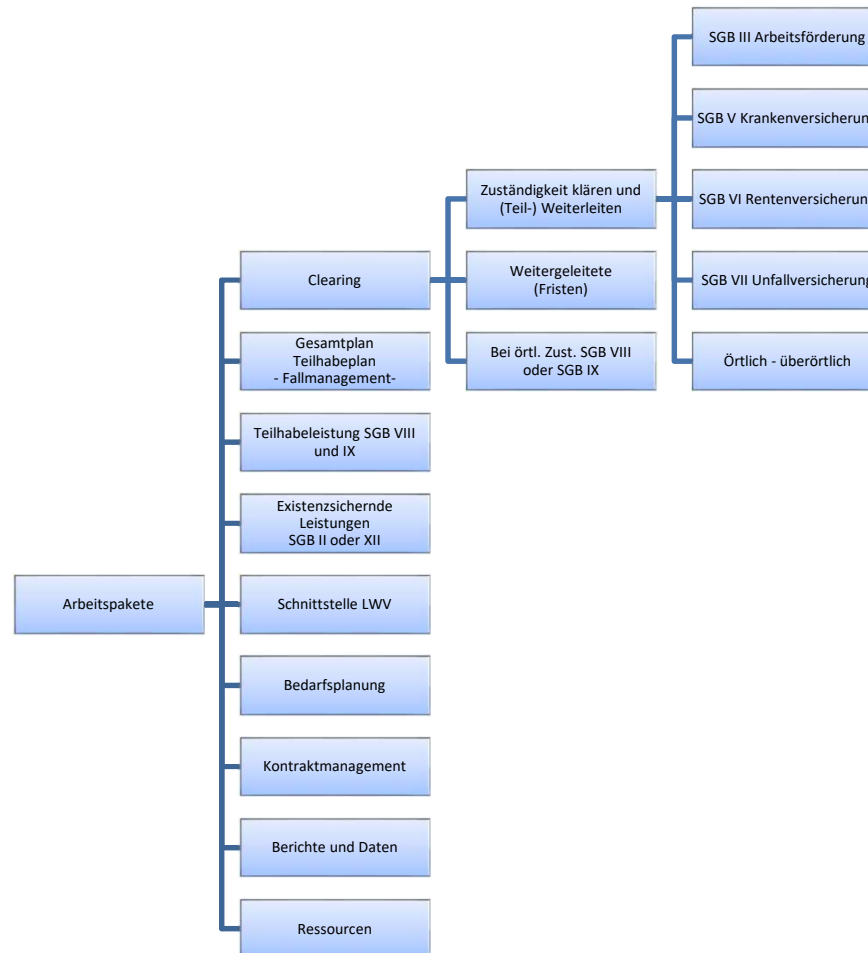 Arbeitspakete
Clearing
Zuständigkeit klären und
(Teil-) Weiterleiten
SGB III Arbeitsförderung
SGB V Krankenversicherun
SGB VI Rentenversicherun
SGB VII Unfallversicherung
Örtlich - überörtlich
Weitergeleitete
(Fristen)
Bei örtl. Zust. SGB VIII
oder SGB IX
Gesamtplan
Teilhabeplan
- Fallmanagement-
Teilhabeleistung SGB VIII
und IX
Existenzsichernde
Leistungen
SGB II oder XII
Schnittstelle LWV
Bedarfsplanung
Kontraktmanagement
Berichte und Daten
Ressourcen